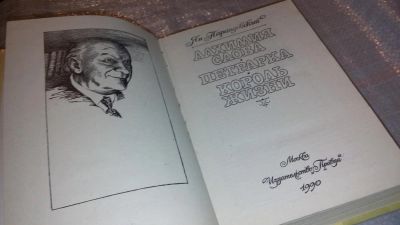 Ян Парандовский
АЛХИМИЯ
СЛОВА
ПЕТРАРКА
КОРОЛЬ
ЖИЗНИ
Москва
Издательство "Правда"
1990